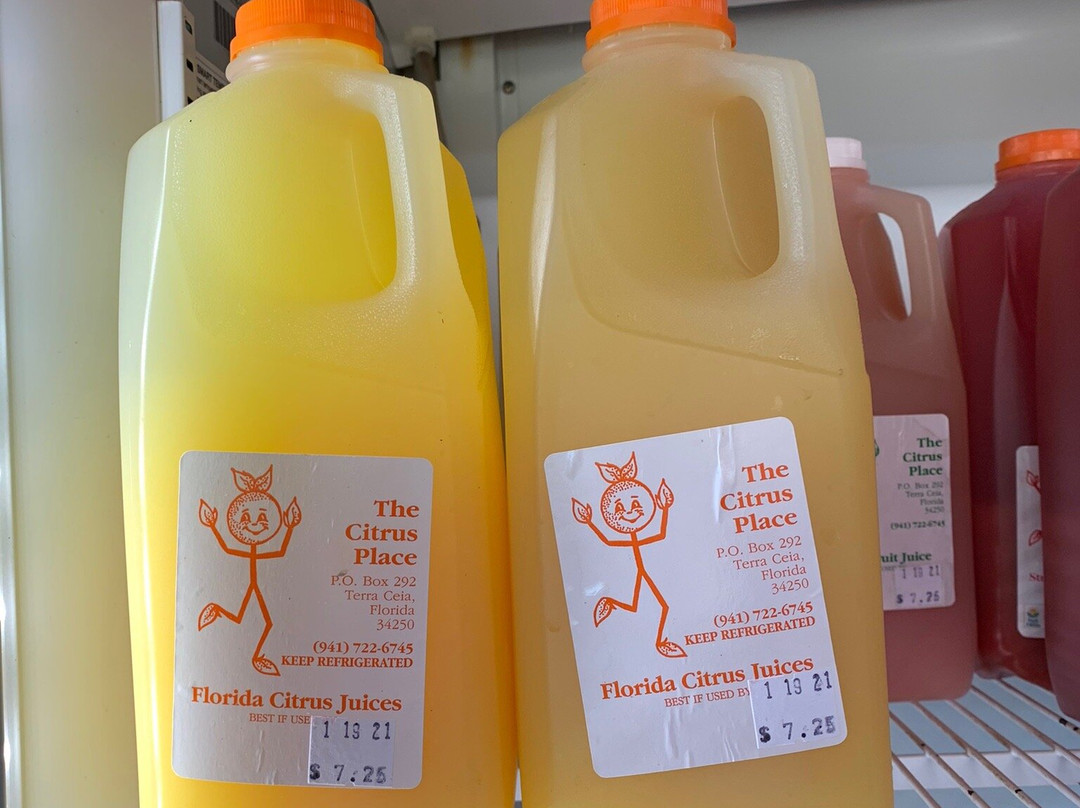 The
Citrus
Place
P.O. Box 292
Terra Ceia,
Florida
34250
(941) 722-6745
KEEP REFRIGERATED
Florida Citrus Juices
BEST IF USE
1 19 21
$ 7.25
The
Citrus
Place
P.O. Box 292
Terra Ceia,
Florida
34250
(941) 722-6745
KEEP REFRIGERATED
Florida Citrus Juices
BEST IF USED BY
1 19 21
$ 7.25
The
Citrus
Place
P.O. Box 292
Terra Ceia,
Florida
34250
(941) 722-6745
uit Juice
1 19 21
$ 7.25